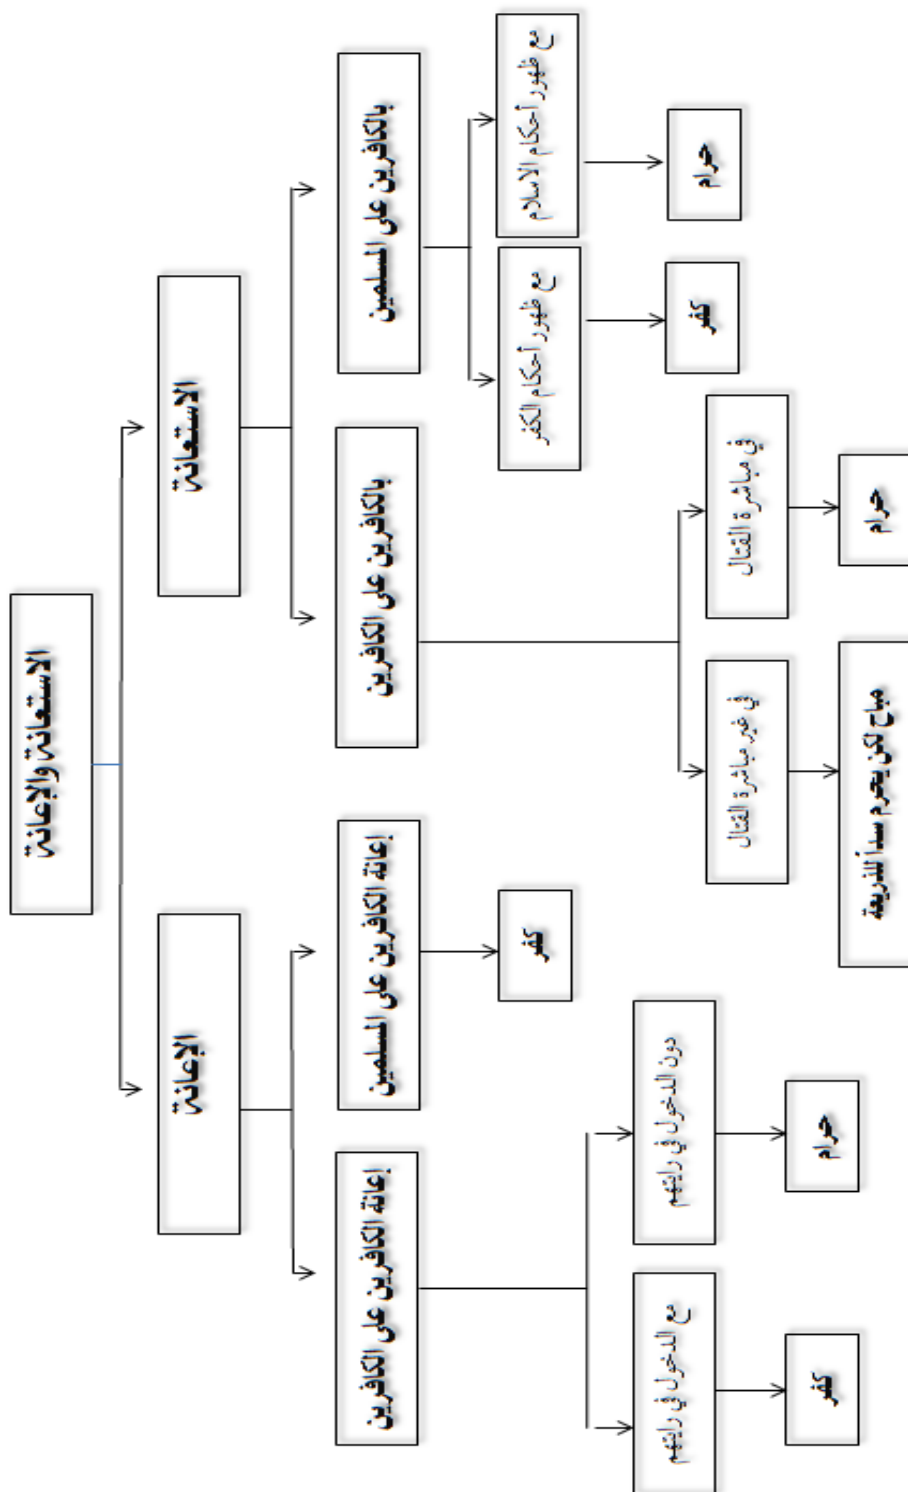 الاستعانة والإعانة
الاستعانة
الإعانة
بالكافرين على المسلمين
بالكافرين على الكافرين
إعانة الكافرين على المسلمين
إعانة الكافرين على الكافرين
مع ظهور أحكام الاسلام
مع ظهور أحكام الكفر
كفر
حرام
كفر
دون الدخول في رايتهم
مع الدخول في رايتهم
في مباشرة القتال
في غير مباشرة القتال
حرام
كفر
حرام
مباح لكن يحرم سداً للذريعة